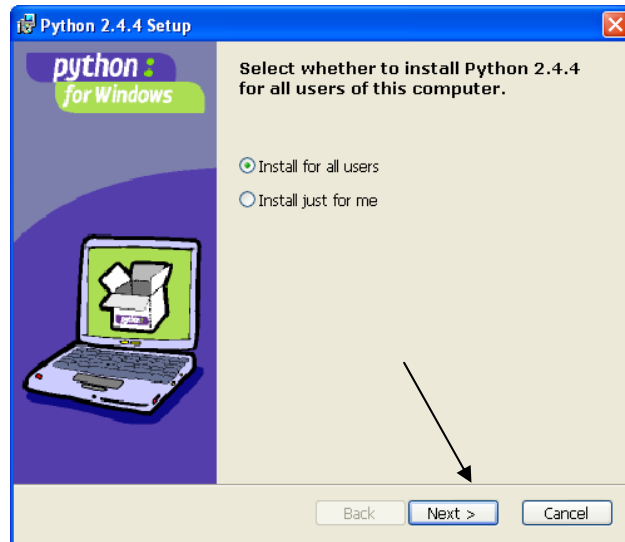 Python 2.4.4 Setup
python
for Windows
Select whether to install Python 2.4.4
for all users of this computer.
Install for all users
Install just for me
Back
Next >
Cancel